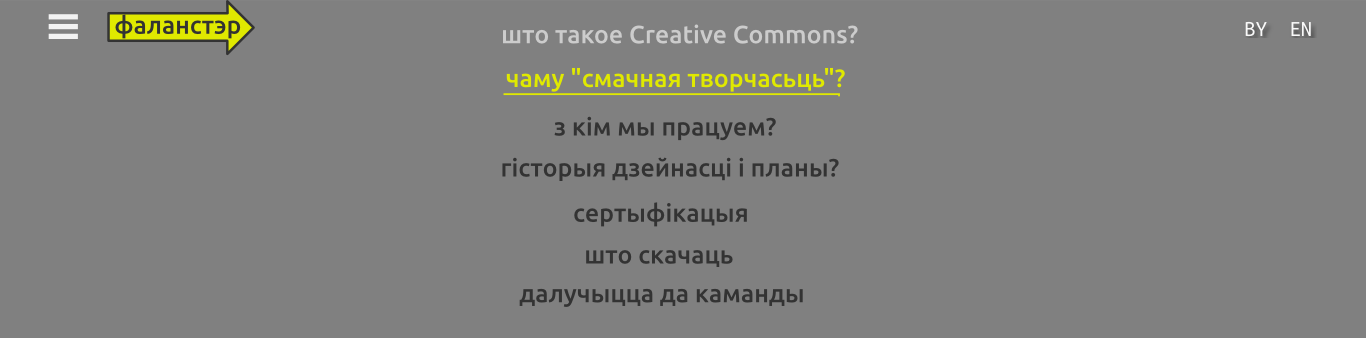 фаланстэр
BY EN
што такое Creative Commons?
чаму "смачная творчасьць"?
з кім мы працуем?
гісторыя дзейнасці і планы?
сертыфікацыя
што скачаць
далучыцца да каманды